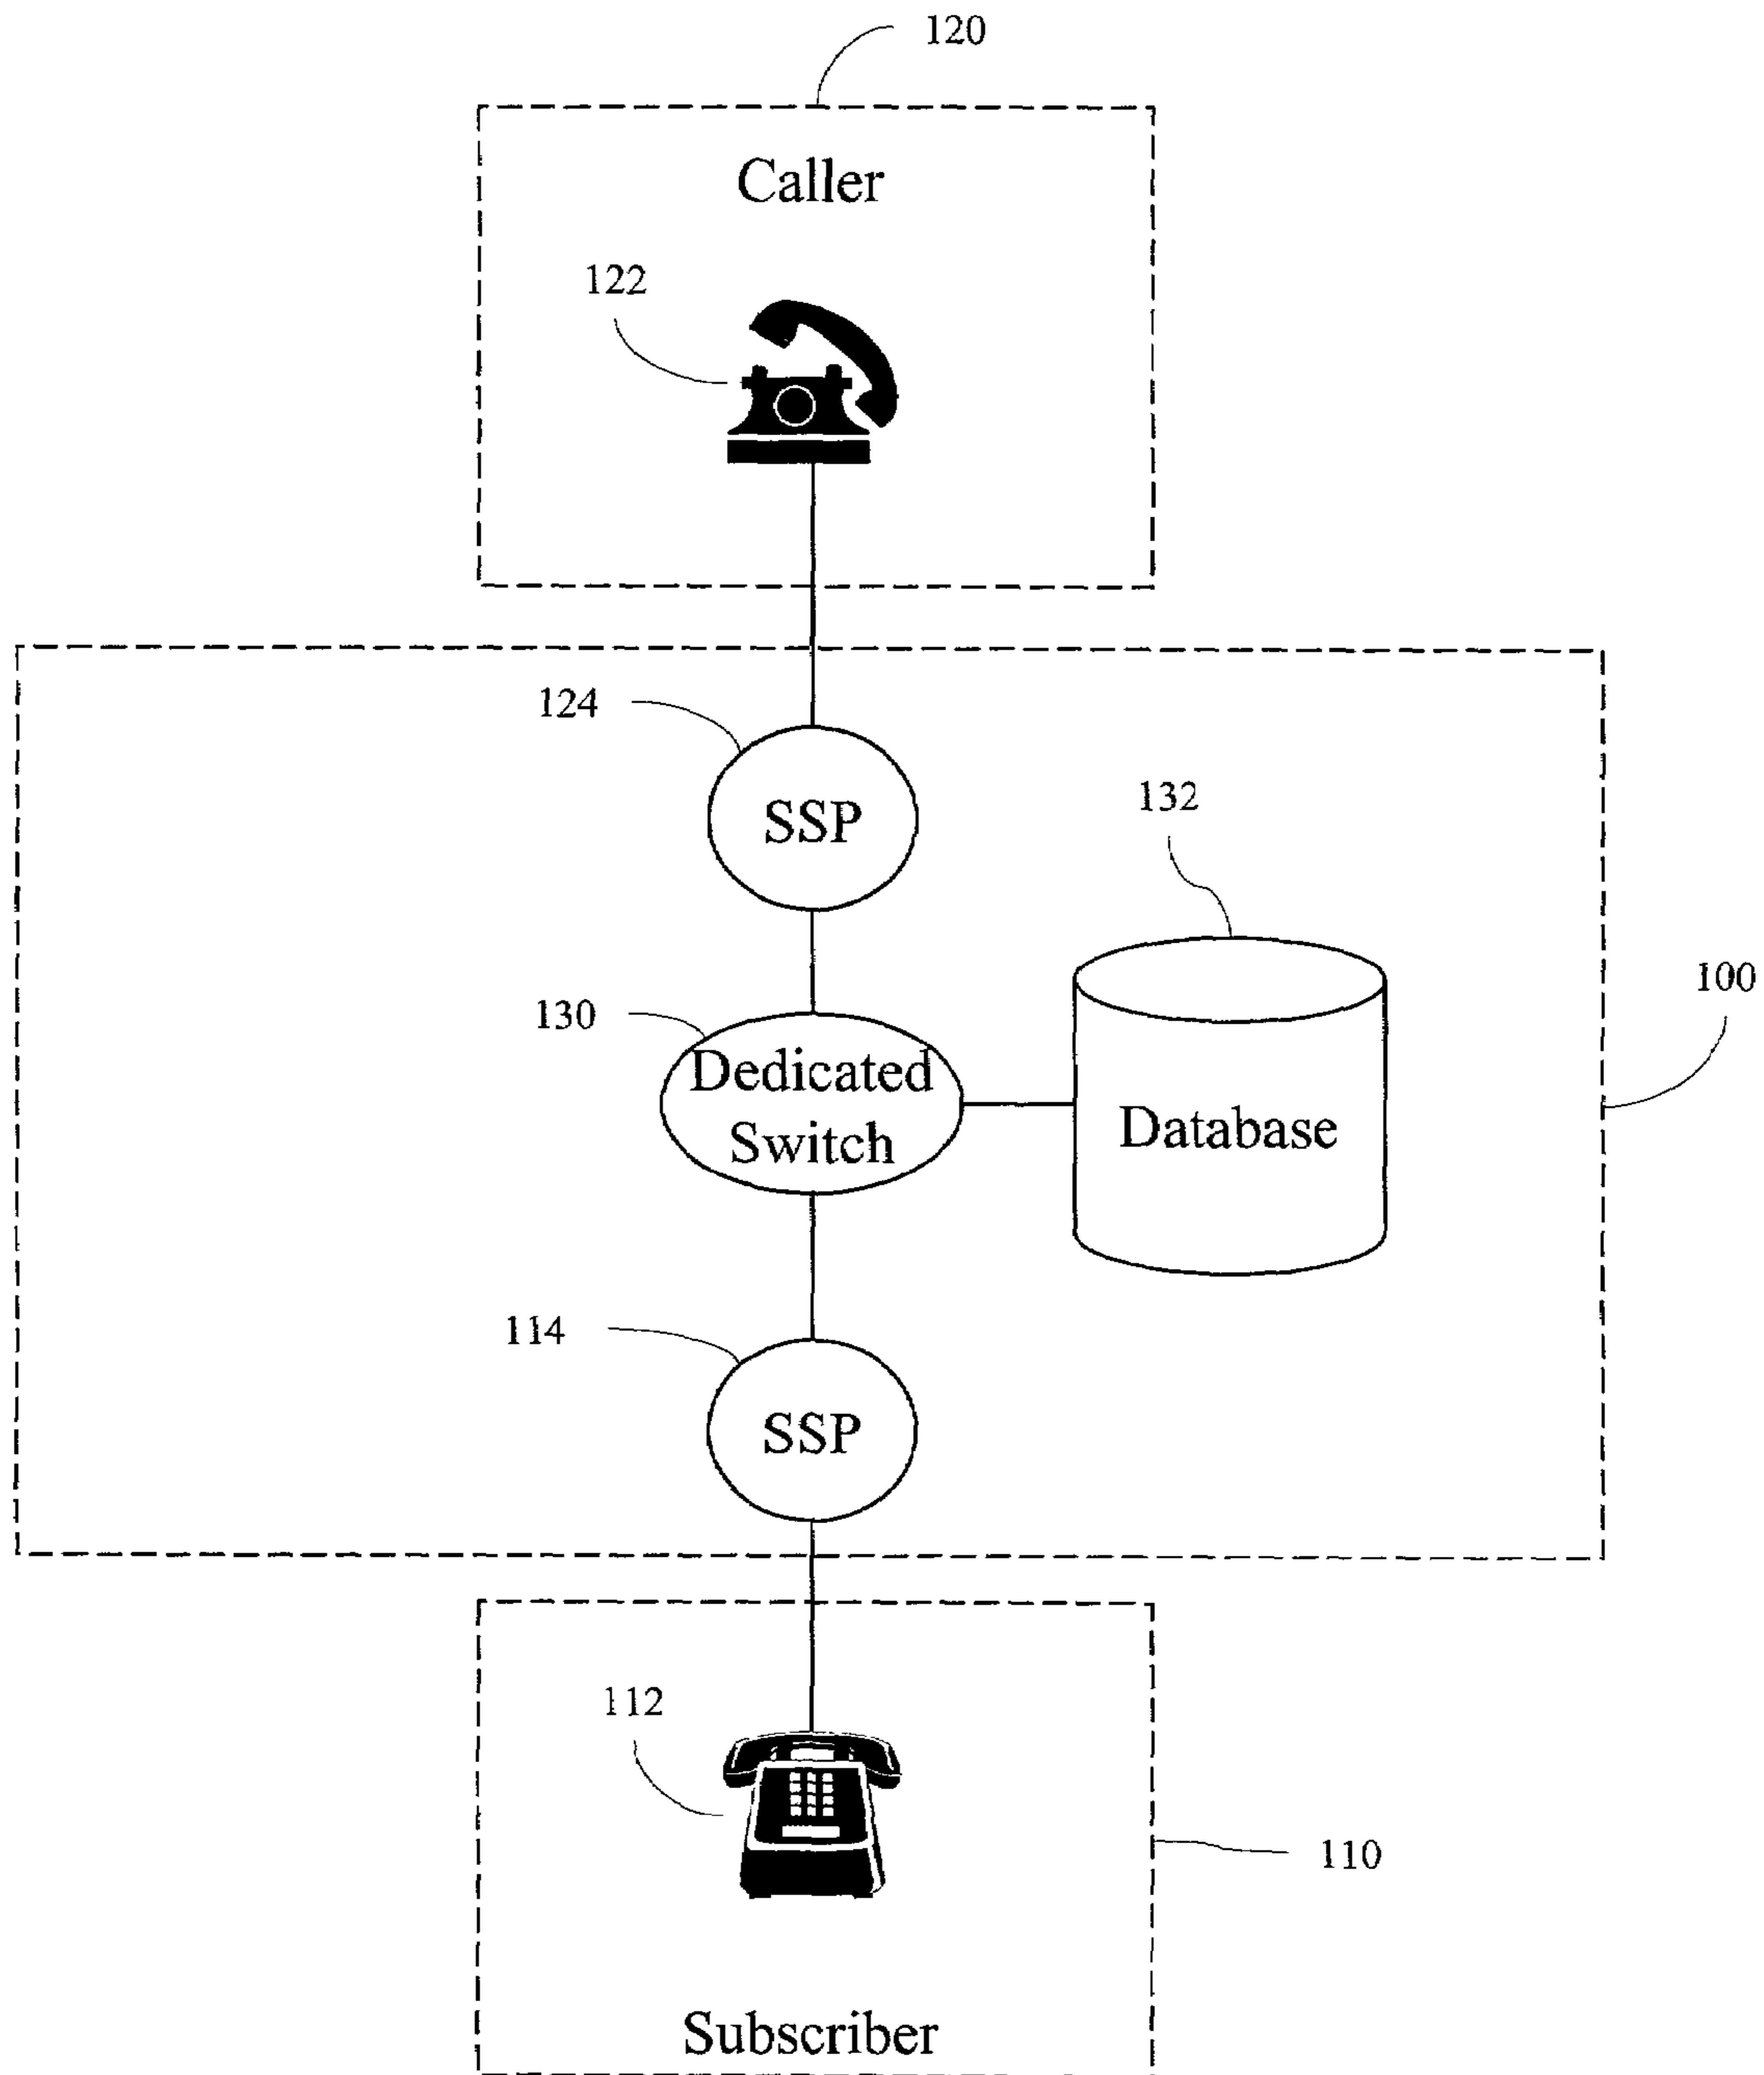 120
Caller
122
124
SSP
132
100
130
Dedicated
Switch
Database
114
SSP
112
110
Subscriber